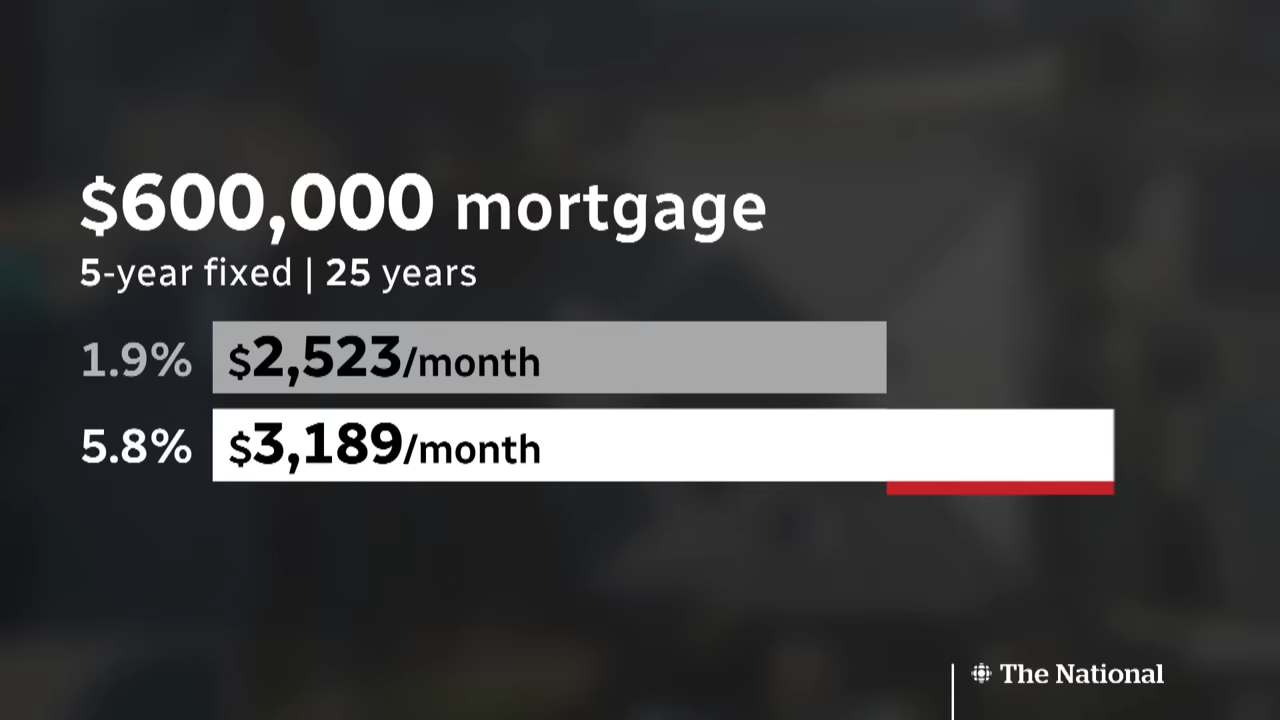 $600,000 mortgage
5-year fixed | 25 years
1.9% $2,523/month
5.8% $3,189/month
The National